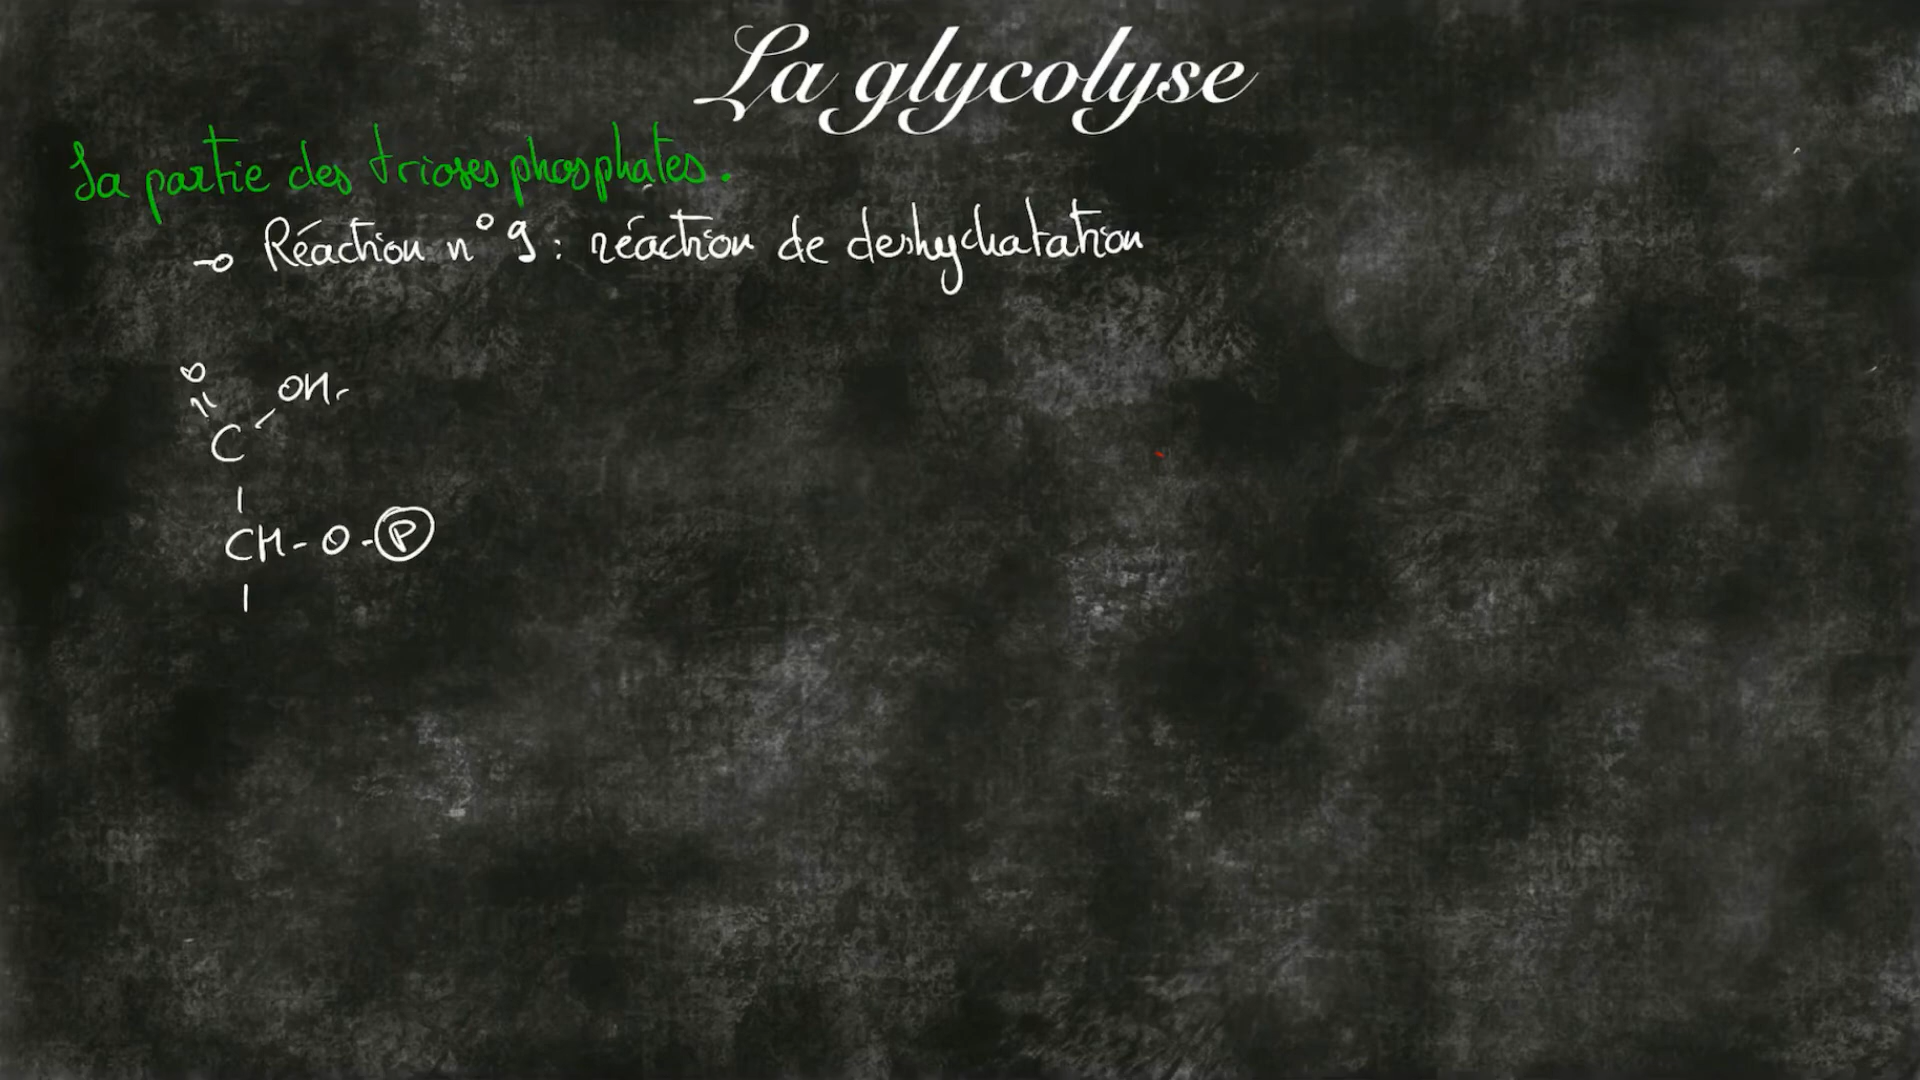 La glycolyse
La partie des trioses phosphates.
Réaction n° 9 : réaction de deshydratation
O
OH
C
CH - O - P